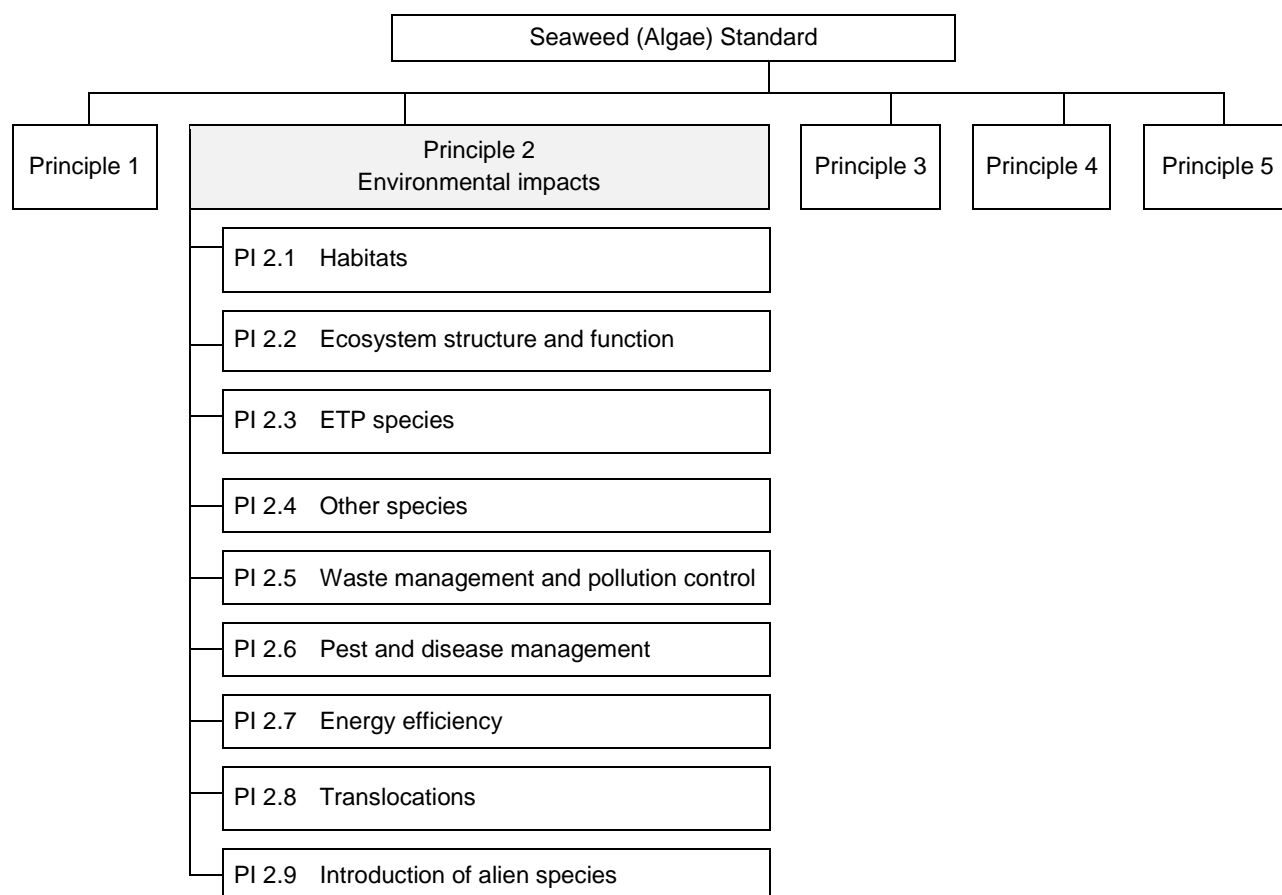 Seaweed (Algae) Standard
Principle 1
Principle 2
Environmental impacts
Principle 3
Principle 4
Principle 5
PI 2.1 Habitats
PI 2.2 Ecosystem structure and function
PI 2.3 ETP species
PI 2.4 Other species
PI 2.5 Waste management and pollution control
PI 2.6 Pest and disease management
PI 2.7 Energy efficiency
PI 2.8 Translocations
PI 2.9 Introduction of alien species